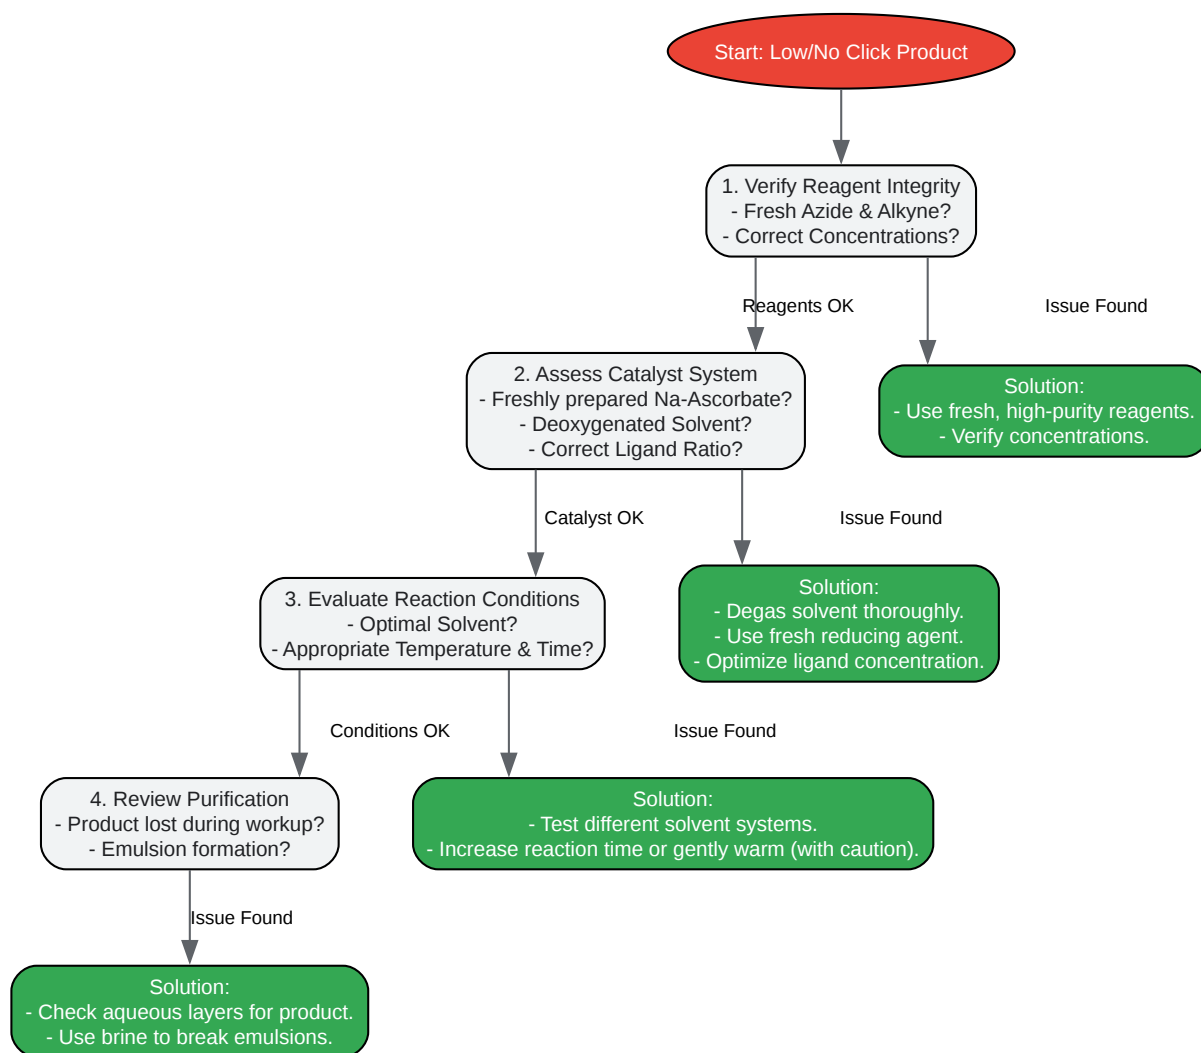 Start: Low/No Click Product
1. Verify Reagent Integrity
- Fresh Azide & Alkyne?
- Correct Concentrations?
Reagents OK
Issue Found
2. Assess Catalyst System
- Freshly prepared Na-Ascorbate?
- Deoxygenated Solvent?
- Correct Ligand Ratio?
Solution:
- Use fresh, high-purity reagents.
- Verify concentrations.
Catalyst OK
Issue Found
3. Evaluate Reaction Conditions
- Optimal Solvent?
- Appropriate Temperature & Time?
Solution:
- Degas solvent thoroughly.
- Use fresh reducing agent.
- Optimize ligand concentration.
Conditions OK
Issue Found
4. Review Purification
- Product lost during workup?
- Emulsion formation?
Solution:
- Test different solvent systems.
- Increase reaction time or gently warm (with caution).
Issue Found
Solution:
- Check aqueous layers for product.
- Use brine to break emulsions.